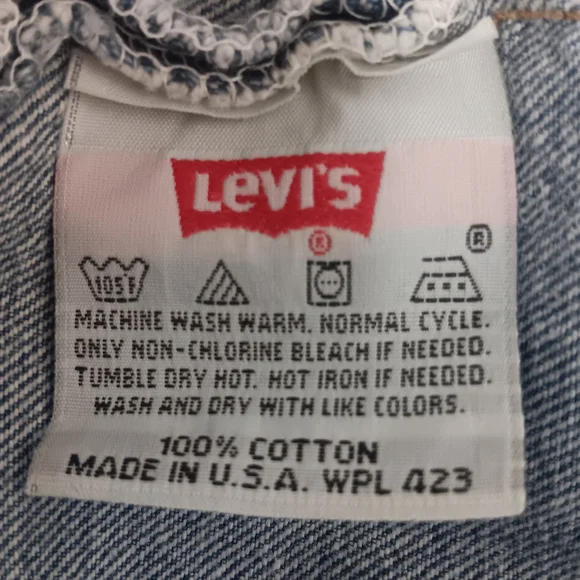 LEVI'S
®
®
105°F
MACHINE WASH WARM. NORMAL CYCLE.
ONLY NON-CHLORINE BLEACH IF NEEDED.
TUMBLE DRY HOT. HOT IRON IF NEEDED.
WASH AND DRY WITH LIKE COLORS.
100% COTTON
MADE IN U.S.A. WPL 423